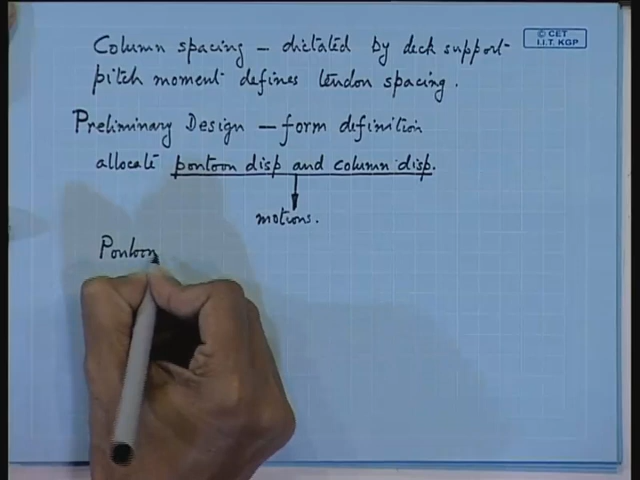 Column spacing – dictated by deck support
pitch moment defines tendon spacing.
Preliminary Design – form definition
allocate pontoon disp and column disp.
motions.
Pontoon
© CET
I.I.T. KGP